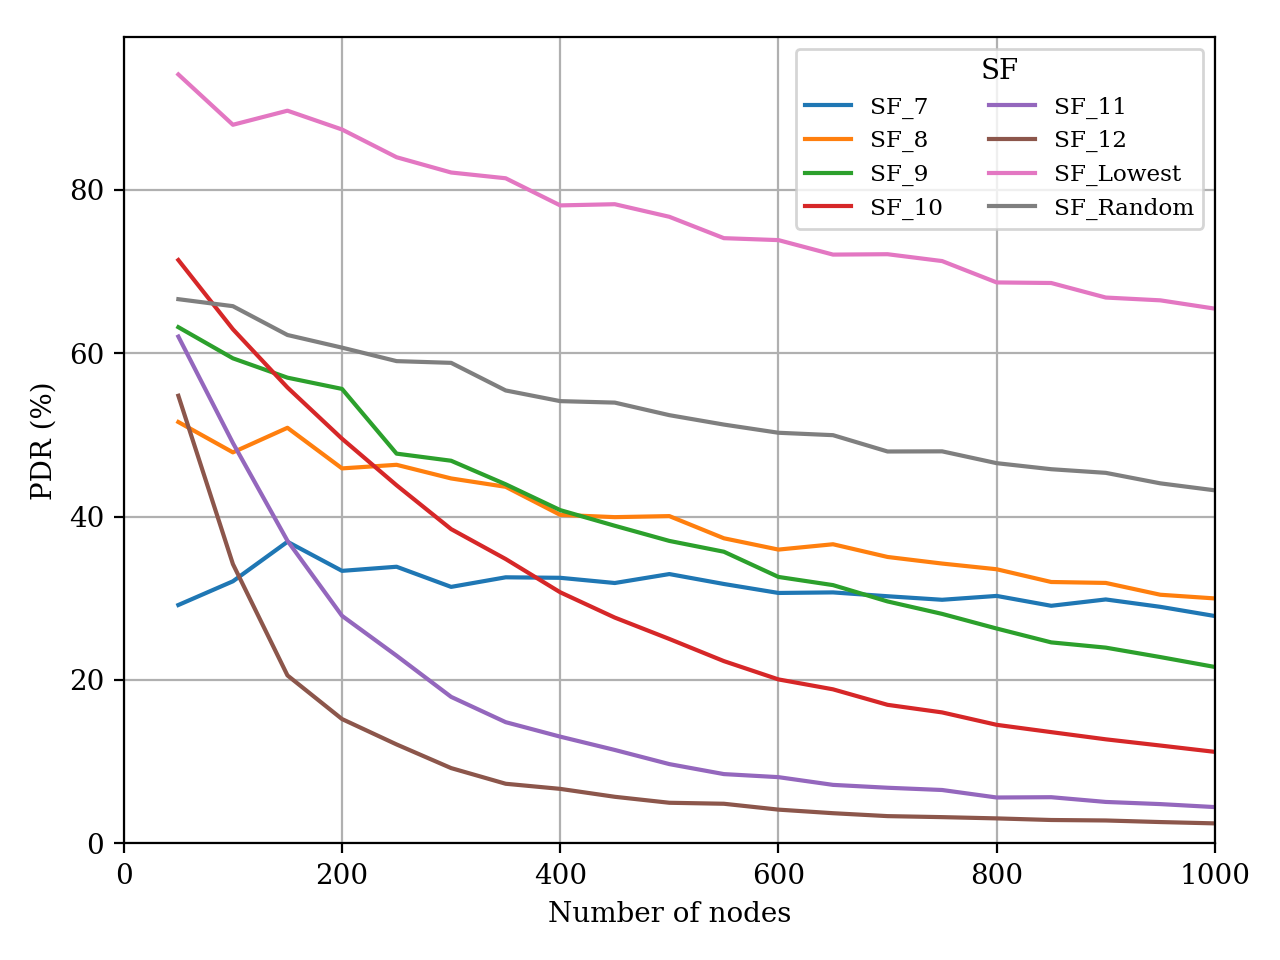 SF
SF_7
SF_8
SF_9
SF_10
SF_11
SF_12
SF_Lowest
SF_Random
PDR (%)
80
60
40
20
0
0 200 400 600 800 1000
Number of nodes